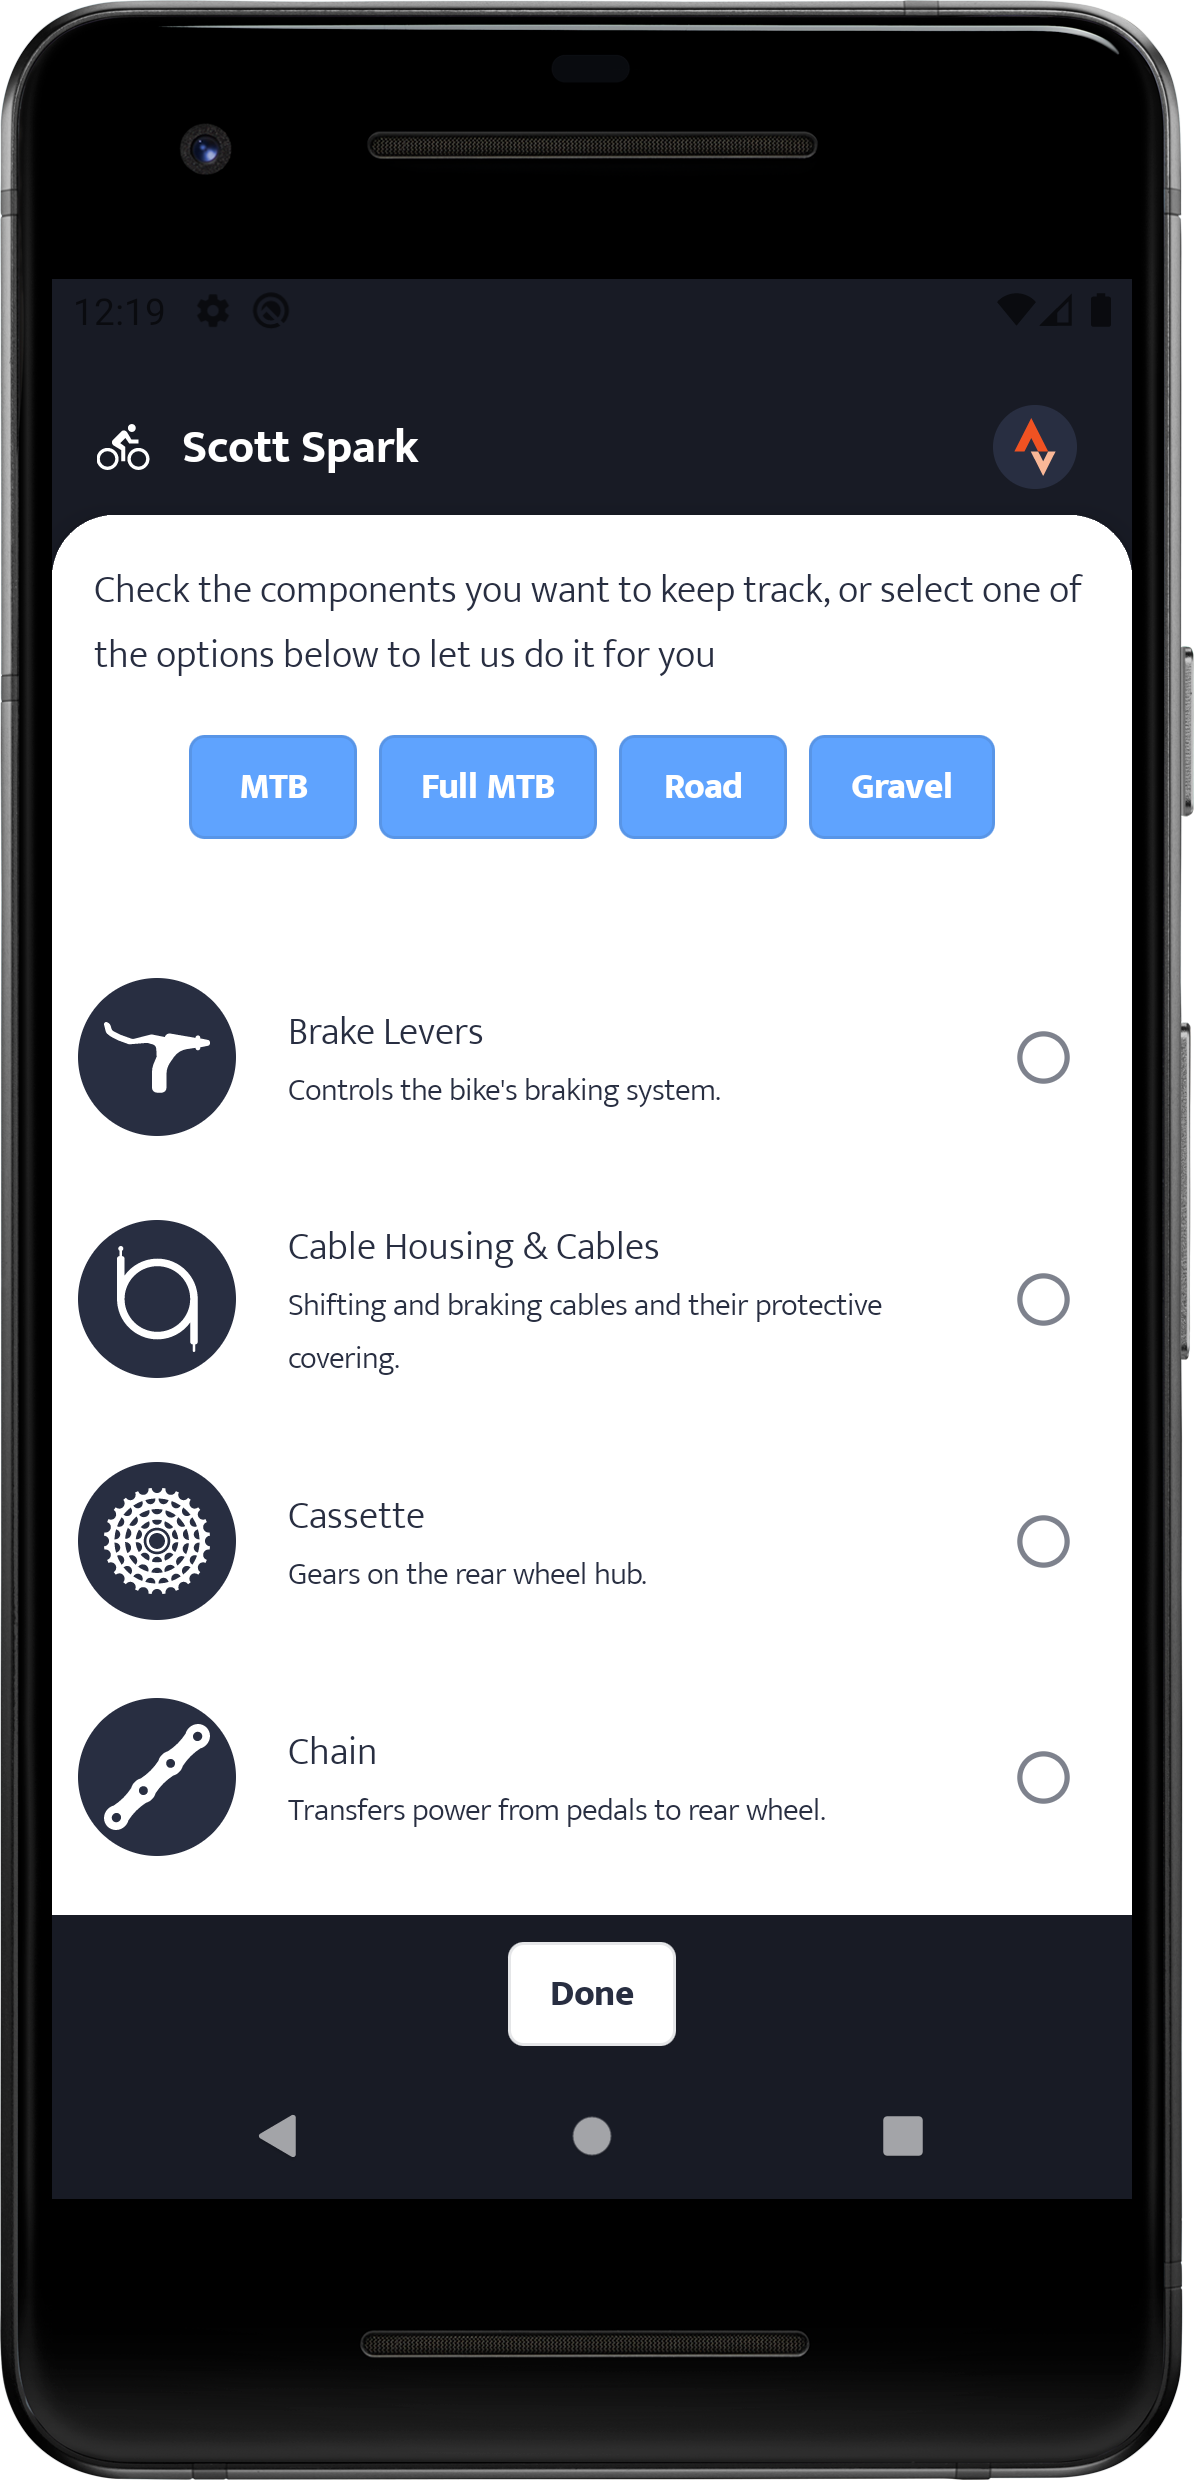 12:19
Scott Spark
Check the components you want to keep track, or select one of
the options below to let us do it for you
MTB
Full MTB
Road
Gravel
Brake Levers
Controls the bike's braking system.
Cable Housing & Cables
Shifting and braking cables and their protective
covering.
Cassette
Gears on the rear wheel hub.
Chain
Transfers power from pedals to rear wheel.
Done